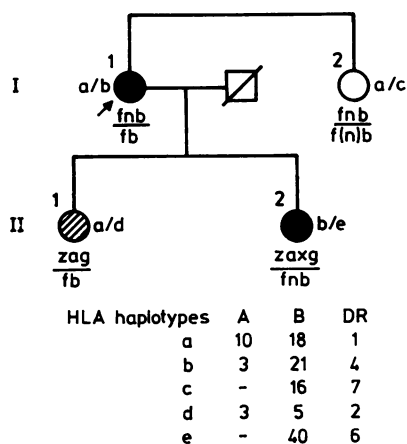 1
2
I
a/b
a/c
fnb
fb
fnb
f(n)b
1
2
II
a/d
b/e
zag
fb
zaxg
fnb
HLA haplotypes A B DR
a 10 18 1
b 3 21 4
c - 16 7
d 3 5 2
e - 40 6